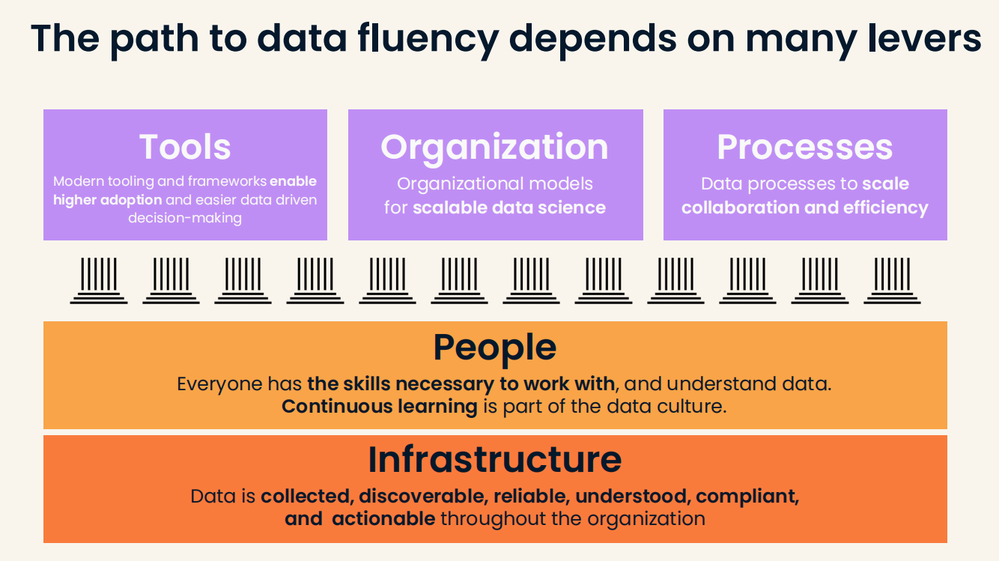 The path to data fluency depends on many levers
Tools
Modern tooling and frameworks enable
higher adoption and easier data driven
decision-making
Organization
Organizational models
for scalable data science
Processes
Data processes to scale
collaboration and efficiency
People
Everyone has the skills necessary to work with, and understand data.
Continuous learning is part of the data culture.
Infrastructure
Data is collected, discoverable, reliable, understood, compliant,
and actionable throughout the organization